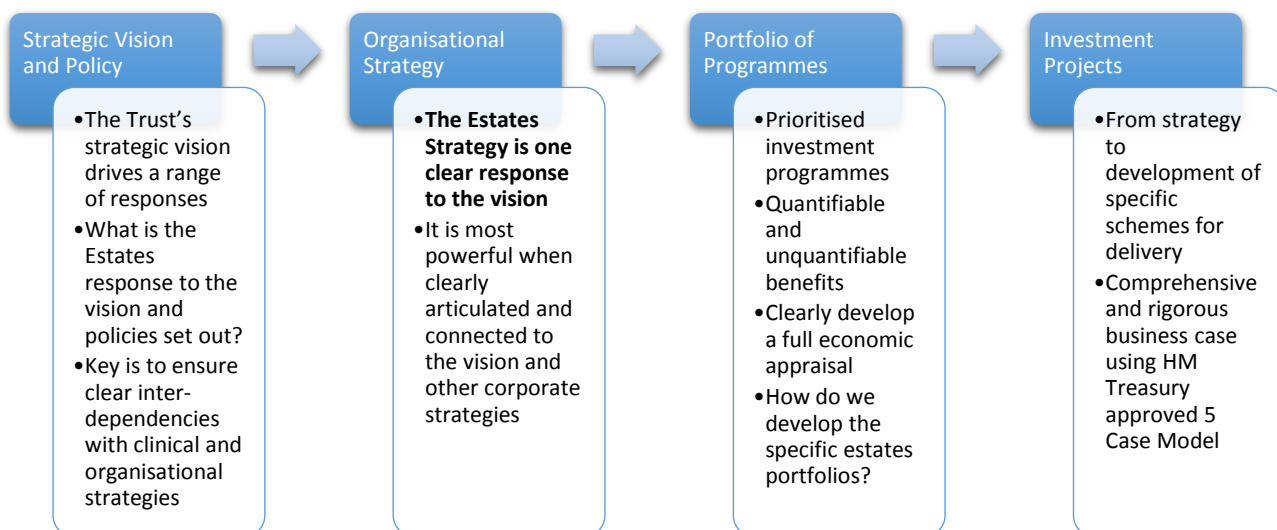 Strategic Vision
and Policy
•The Trust's
strategic vision
drives a range
of responses
•What is the
Estates
response to the
vision and
policies set out?
•Key is to ensure
clear inter-
dependencies
with clinical and
organisational
strategies
Organisational
Strategy
•The Estates
Strategy is one
clear response
to the vision
•It is most
powerful when
clearly
articulated and
connected to
the vision and
other corporate
strategies
Portfolio of
Programmes
•Prioritised
investment
programmes
•Quantifiable
and
unquantifiable
benefits
•Clearly develop
a full economic
appraisal
•How do we
develop the
specific estates
portfolios?
Investment
Projects
•From strategy
to
development of
specific
schemes for
delivery
•Comprehensive
and rigorous
business case
using HM
Treasury
approved 5
Case Model